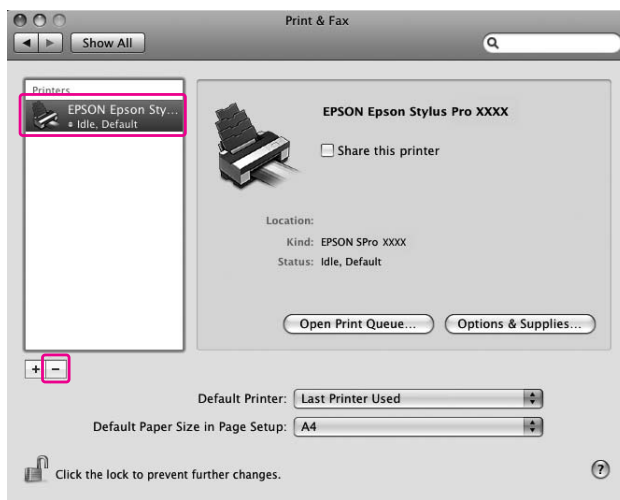 Print & Fax
Show All
Printers
EPSON Epson Sty...
Idle, Default
EPSON Epson Stylus Pro XXXX
Share this printer
Location:
Kind: EPSON SPro XXXX
Status: Idle, Default
Open Print Queue...
Options & Supplies...
+ −
Default Printer: Last Printer Used
Default Paper Size in Page Setup: A4
Click the lock to prevent further changes.
?